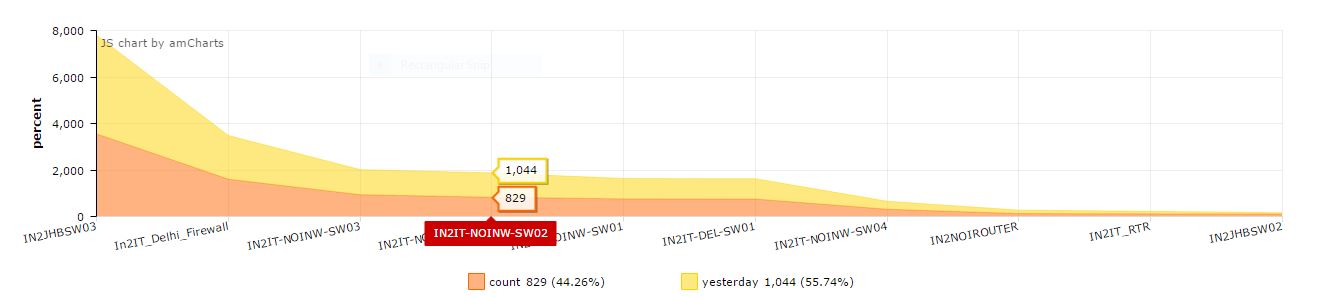 8,000
JS chart by amCharts
Rectangular Snip
6,000
percent
4,000
2,000
1,044
829
0
IN2JHBSW03
In2IT_Delhi_Firewall
IN2IT-NOINW-SW03
IN2IT-NO
IN2IT-NOINW-SW02
NOINW-SW01
IN2IT-DEL-SW01
IN2IT-NOINW-SW04
IN2NOIROUTER
IN2IT_RTR
IN2JHBSW02
count 829 (44.26%)
yesterday 1,044 (55.74%)